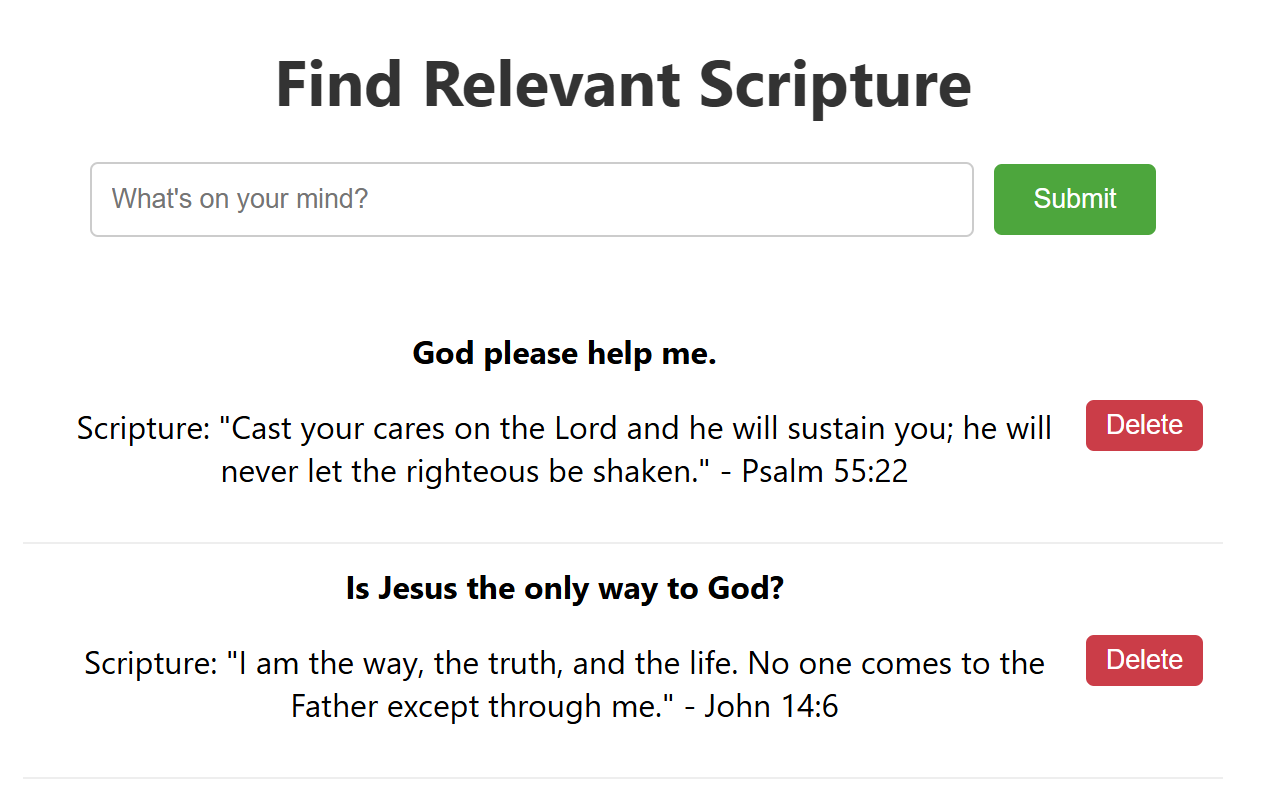 Find Relevant Scripture
What's on your mind?
Submit
God please help me.
Scripture: "Cast your cares on the Lord and he will sustain you; he will
never let the righteous be shaken." - Psalm 55:22
Delete
Is Jesus the only way to God?
Scripture: "I am the way, the truth, and the life. No one comes to the
Father except through me." - John 14:6
Delete